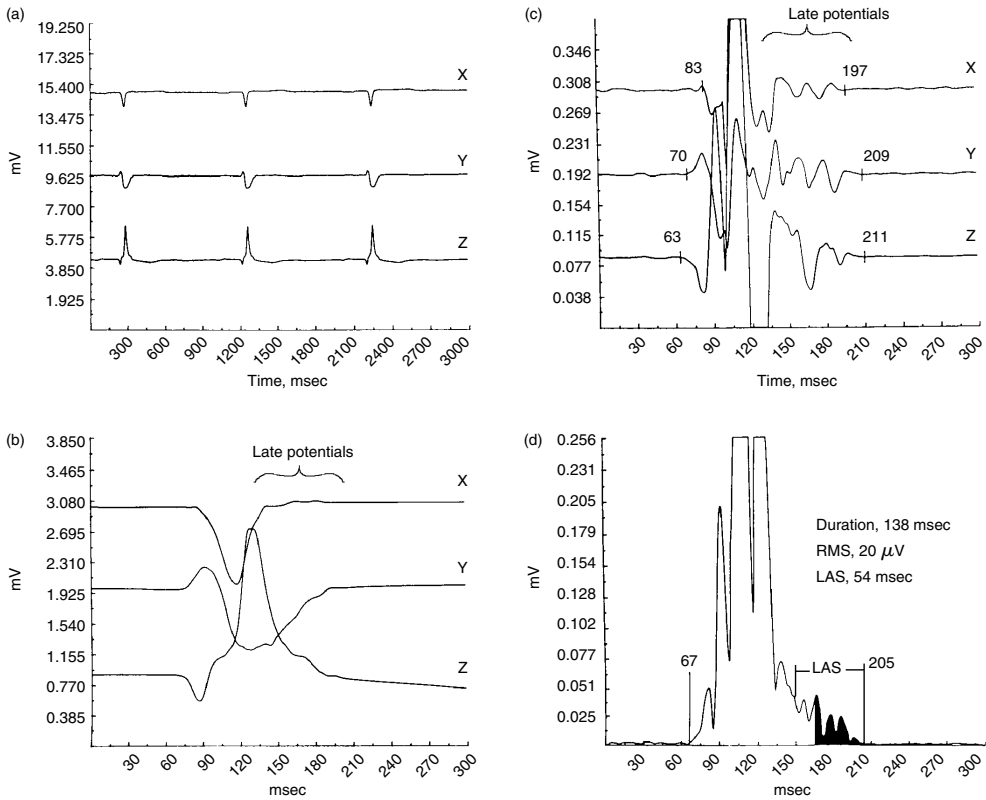 (a)
19.250
17.325
15.400
13.475
11.550
9.625
7.700
5.775
3.850
1.925
mV
X
Y
Z
300 600 900 1200 1500 1800 2100 2400 2700 3000
Time, msec
(c)
Late potentials
0.346
0.308
0.269
0.231
0.192
0.154
0.115
0.077
0.038
mV
83 197 X
70 209 Y
63 211 Z
30 60 90 120 150 180 210 240 270 300
Time, msec
(b)
3.850
3.465
3.080
2.695
2.310
1.925
1.540
1.155
0.770
0.385
mV
Late potentials
X
Y
Z
30 60 90 120 150 180 210 240 270 300
msec
(d)
0.256
0.231
0.205
0.179
0.154
0.128
0.102
0.077
0.051
0.025
mV
Duration, 138 msec
RMS, 20 μV
LAS, 54 msec
67 LAS 205
30 60 90 120 150 180 210 240 270 300
msec